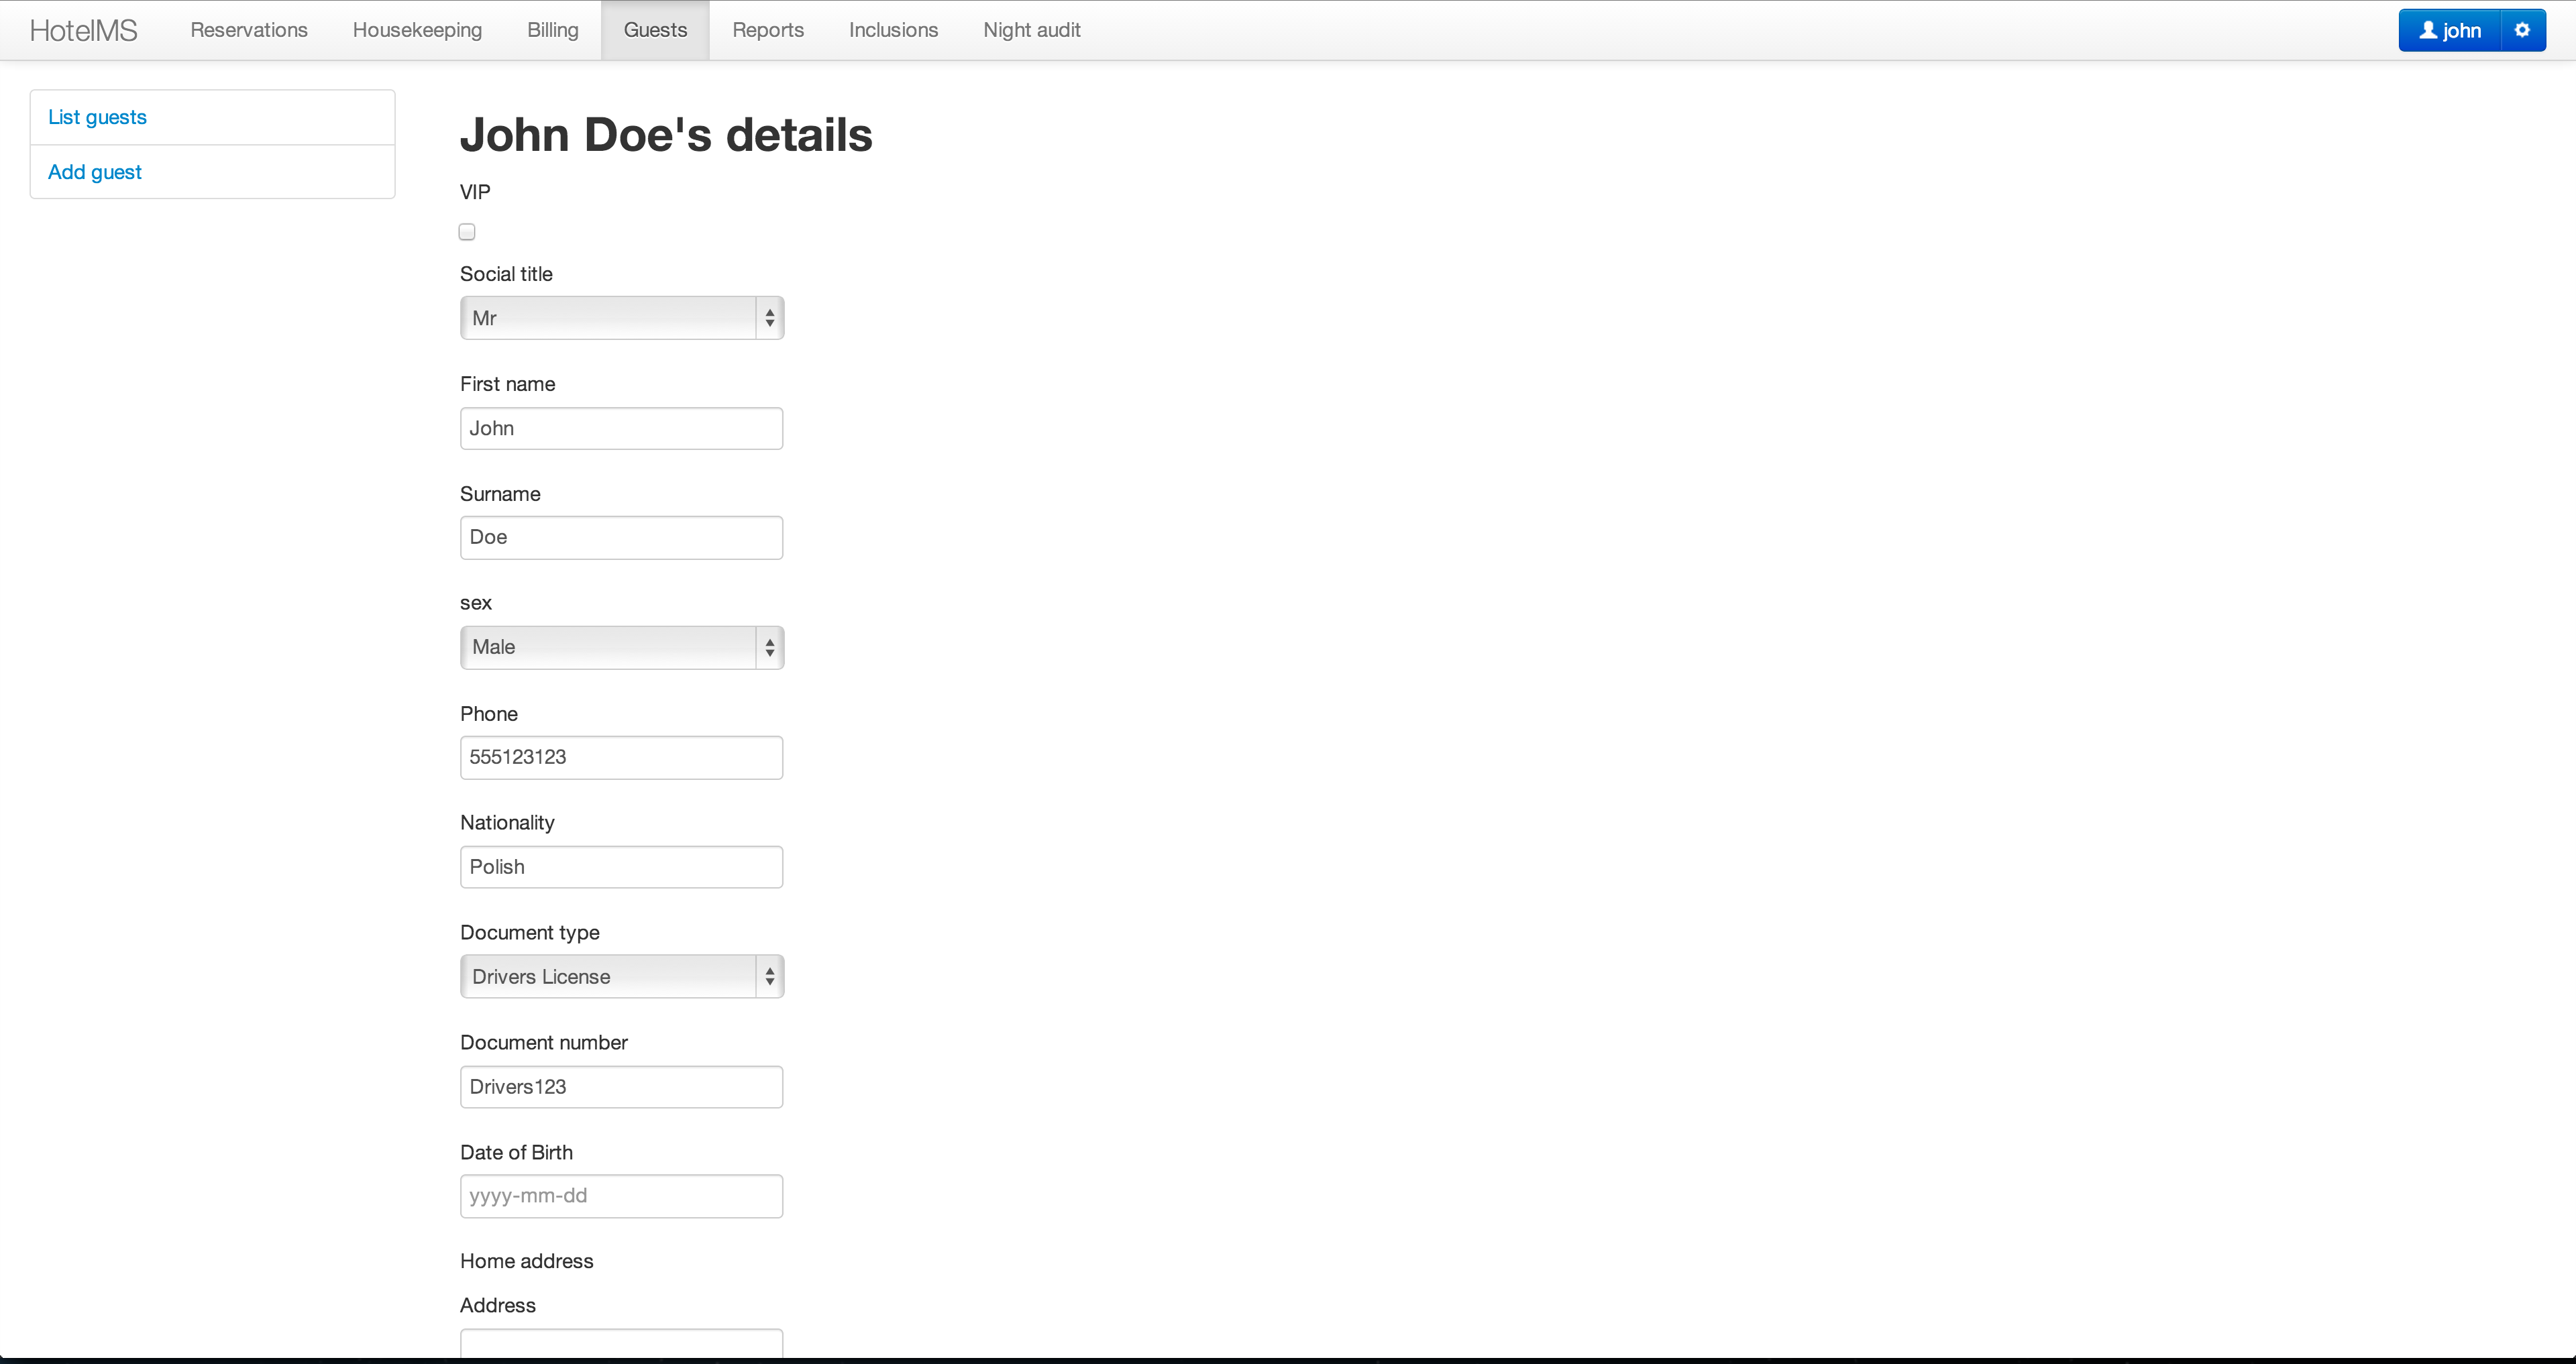 HotelMS Reservations Housekeeping Billing Guests Reports Inclusions Night audit john
List guests
Add guest
John Doe's details
VIP
Social title
Mr
First name
John
Surname
Doe
sex
Male
Phone
555123123
Nationality
Polish
Document type
Drivers License
Document number
Drivers123
Date of Birth
yyyy-mm-dd
Home address
Address